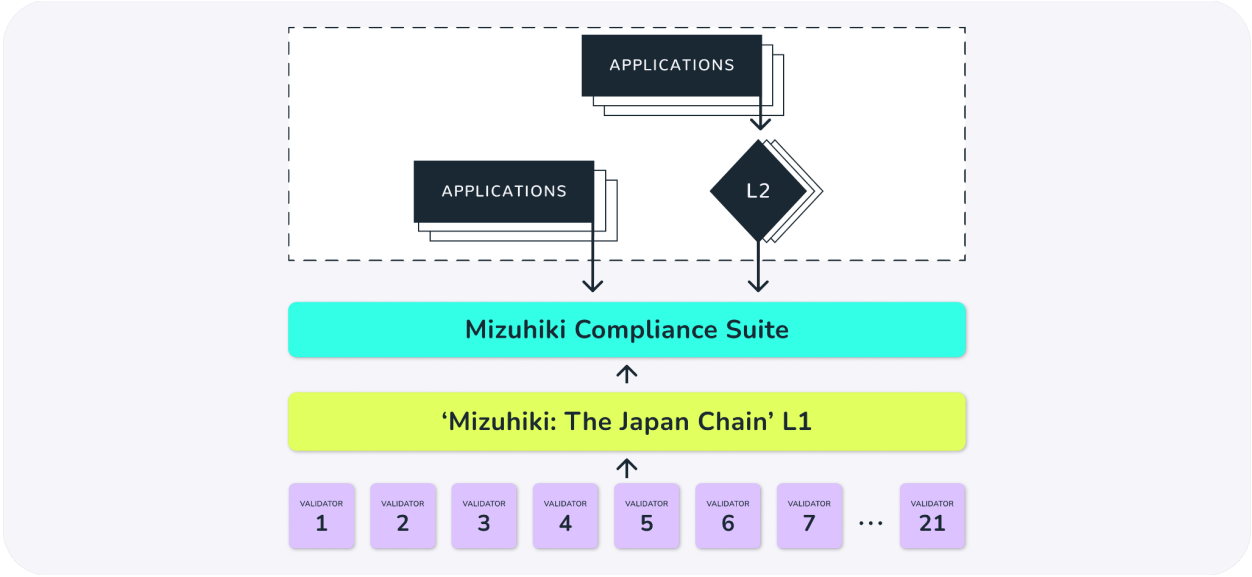 APPLICATIONS
APPLICATIONS
L2
Mizuhiki Compliance Suite
‘Mizuhiki: The Japan Chain’ L1
VALIDATOR
1
VALIDATOR
2
VALIDATOR
3
VALIDATOR
4
VALIDATOR
5
VALIDATOR
6
VALIDATOR
7
...
VALIDATOR
21